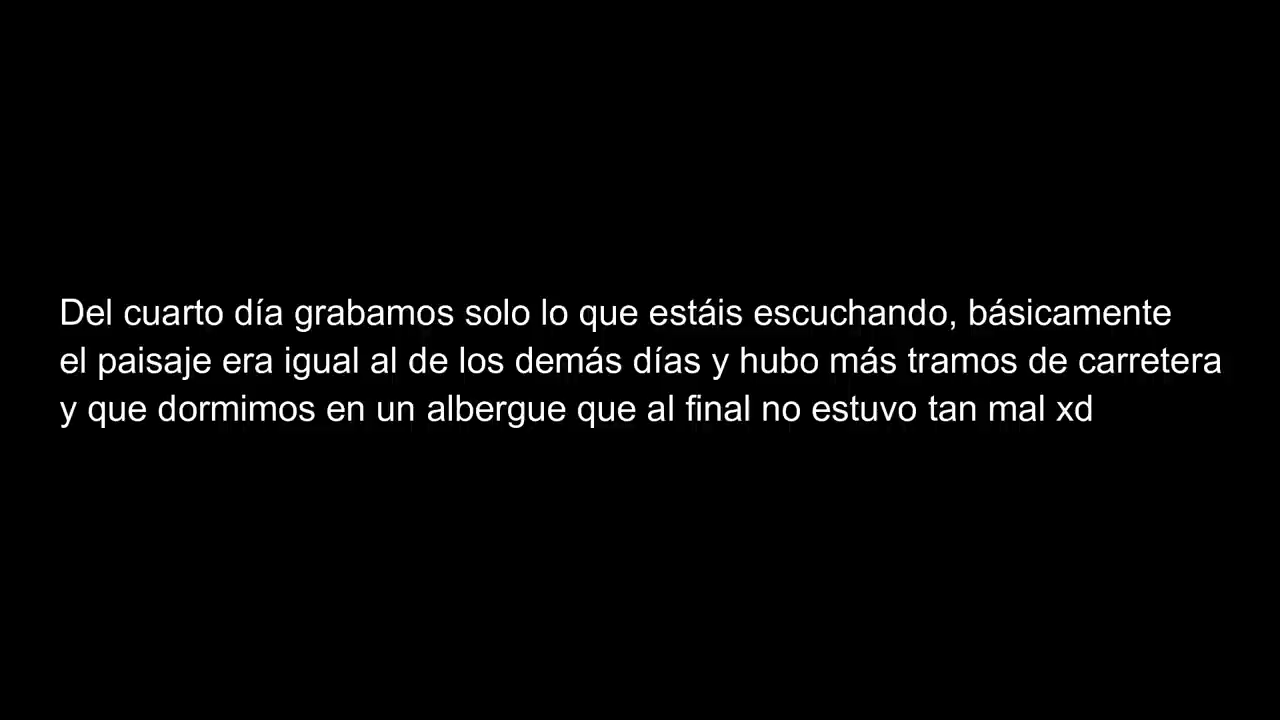 Del cuarto día grabamos solo lo que estáis escuchando, básicamente
el paisaje era igual al de los demás días y hubo más tramos de carretera
y que dormimos en un albergue que al final no estuvo tan mal xd